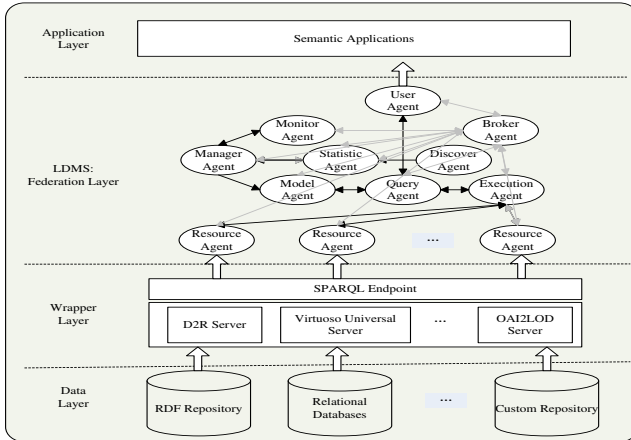 Application
Layer
Semantic Applications
User
Agent
Monitor
Agent
Broker
Agent
Manager
Agent
Statistic
Agent
Discover
Agent
LDMS:
Federation Layer
Model
Agent
Query
Agent
Execution
Agent
Resource
Agent
Resource
Agent
...
Resource
Agent
SPARQL Endpoint
Wrapper
Layer
D2R Server
Virtuoso Universal
Server
...
OAI2LOD
Server
Data
Layer
RDF Repository
Relational
Databases
...
Custom Repository